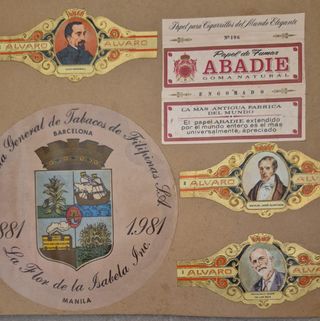 ALVARO ALVARO
Papel para Cigarrillos del Mundo Elegante
Nº 196
Papel de Fumar
ABADIE
GOMA NATURAL
ENGOMADO
LA MAS ANTIGUA FABRICA
DEL MUNDO
El papel ABADIE extendido
por el mundo entero es el mas
universalmente, apreciado
General de Tabacos de Filipinas S.A.
BARCELONA
881 1981
La Flor de la Isabela Inc.
MANILA
ALVARO ALVARO
ALVARO ALVARO